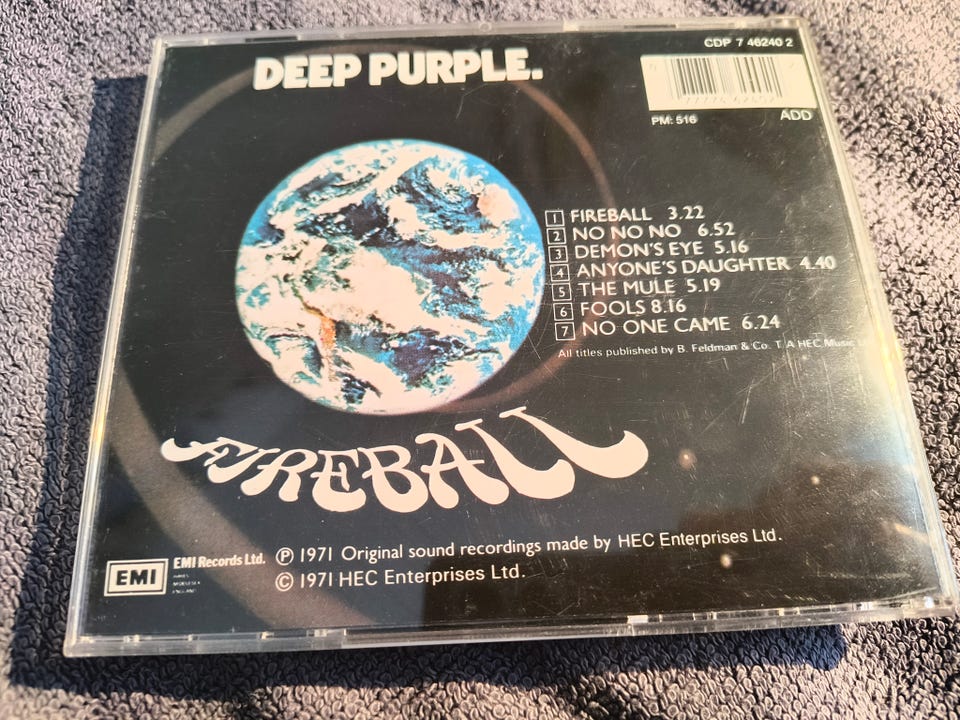 DEEP PURPLE.
CDP 7 46240 2
PM: 516
ADD
1 FIREBALL 3.22
2 NO NO NO 6.52
3 DEMON'S EYE 5.16
4 ANYONE'S DAUGHTER 4.40
5 THE MULE 5.19
6 FOOLS 8.16
7 NO ONE CAME 6.24
All titles published by B. Feldman & Co. T A HEC Music
FIREBALL
EMI
EMI Records Ltd.
HAYES
MIDDLESEX
ENGLAND
Ⓟ 1971 Original sound recordings made by HEC Enterprises Ltd.
© 1971 HEC Enterprises Ltd.